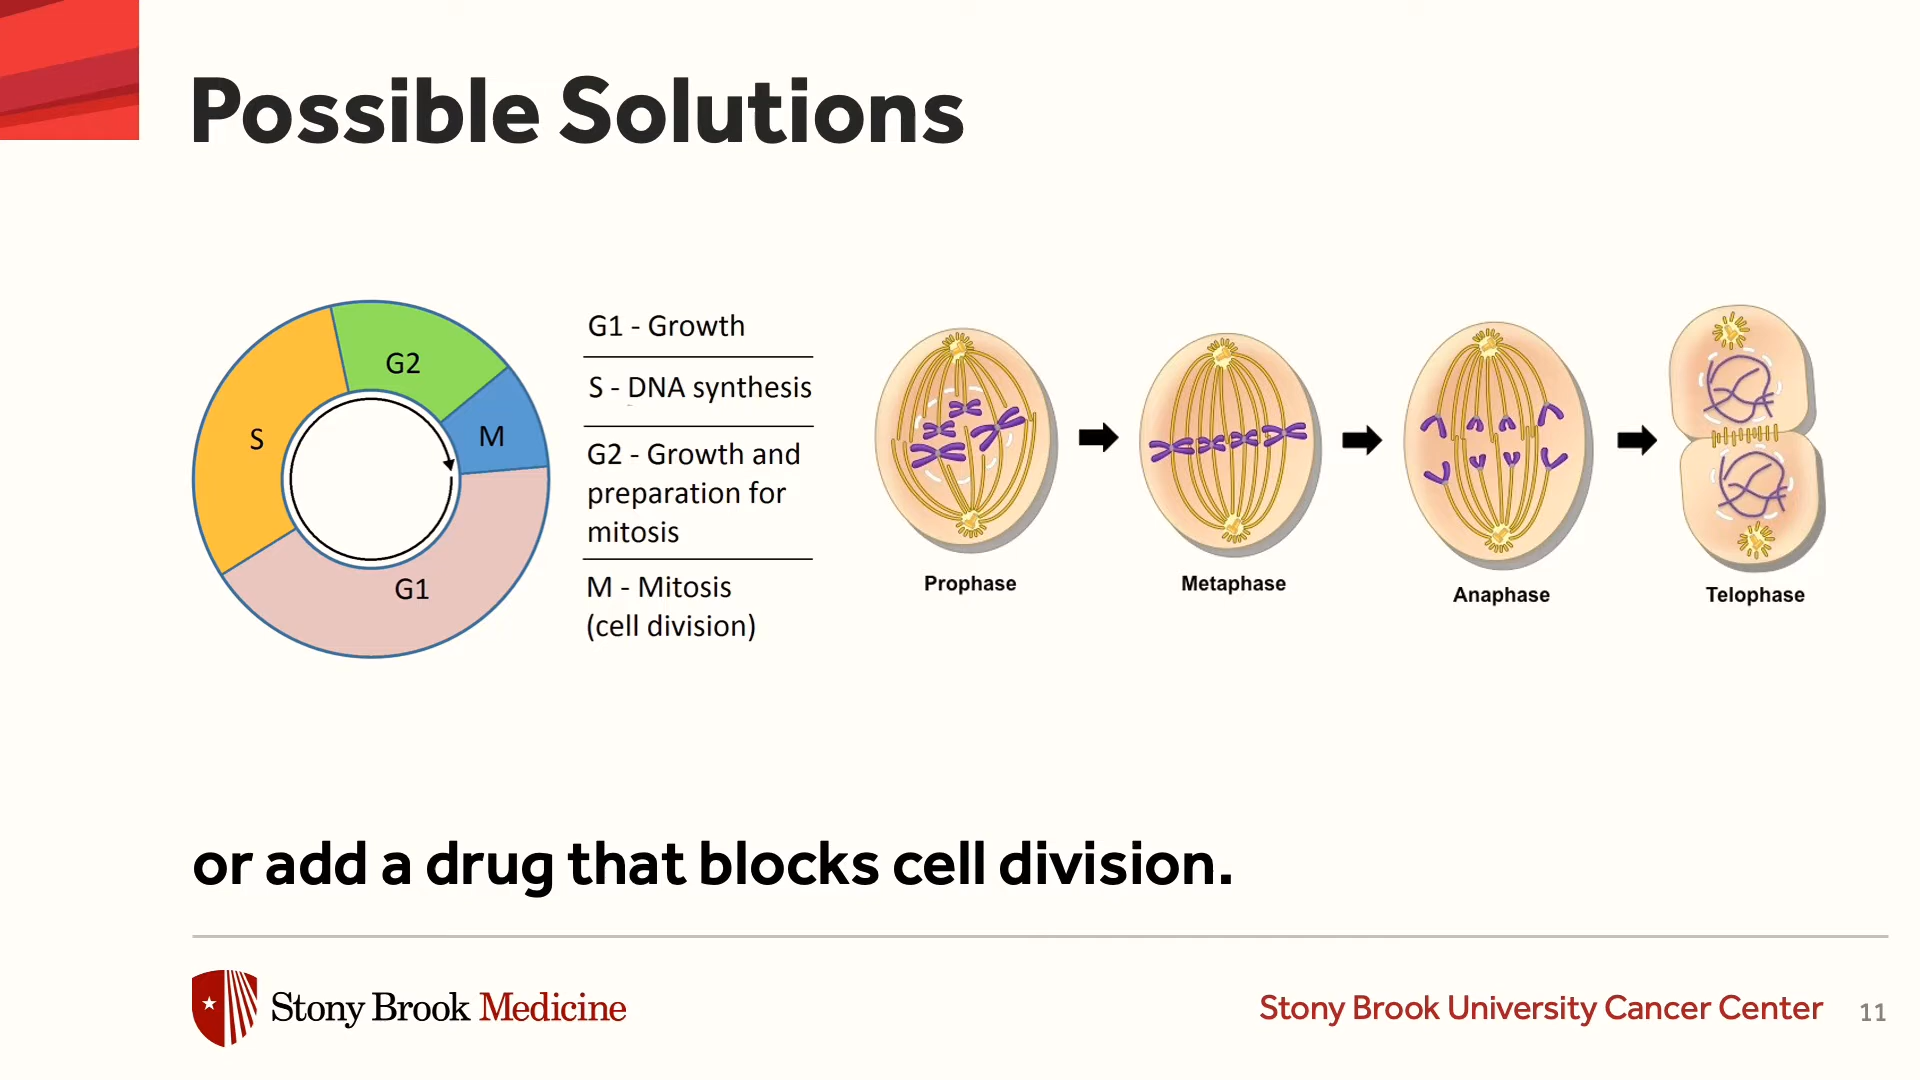 Possible Solutions
G2
S
M
G1
G1 - Growth
S - DNA synthesis
G2 - Growth and
preparation for
mitosis
M - Mitosis
(cell division)
Prophase
Metaphase
Anaphase
Telophase
or add a drug that blocks cell division.
Stony Brook Medicine
Stony Brook University Cancer Center
11